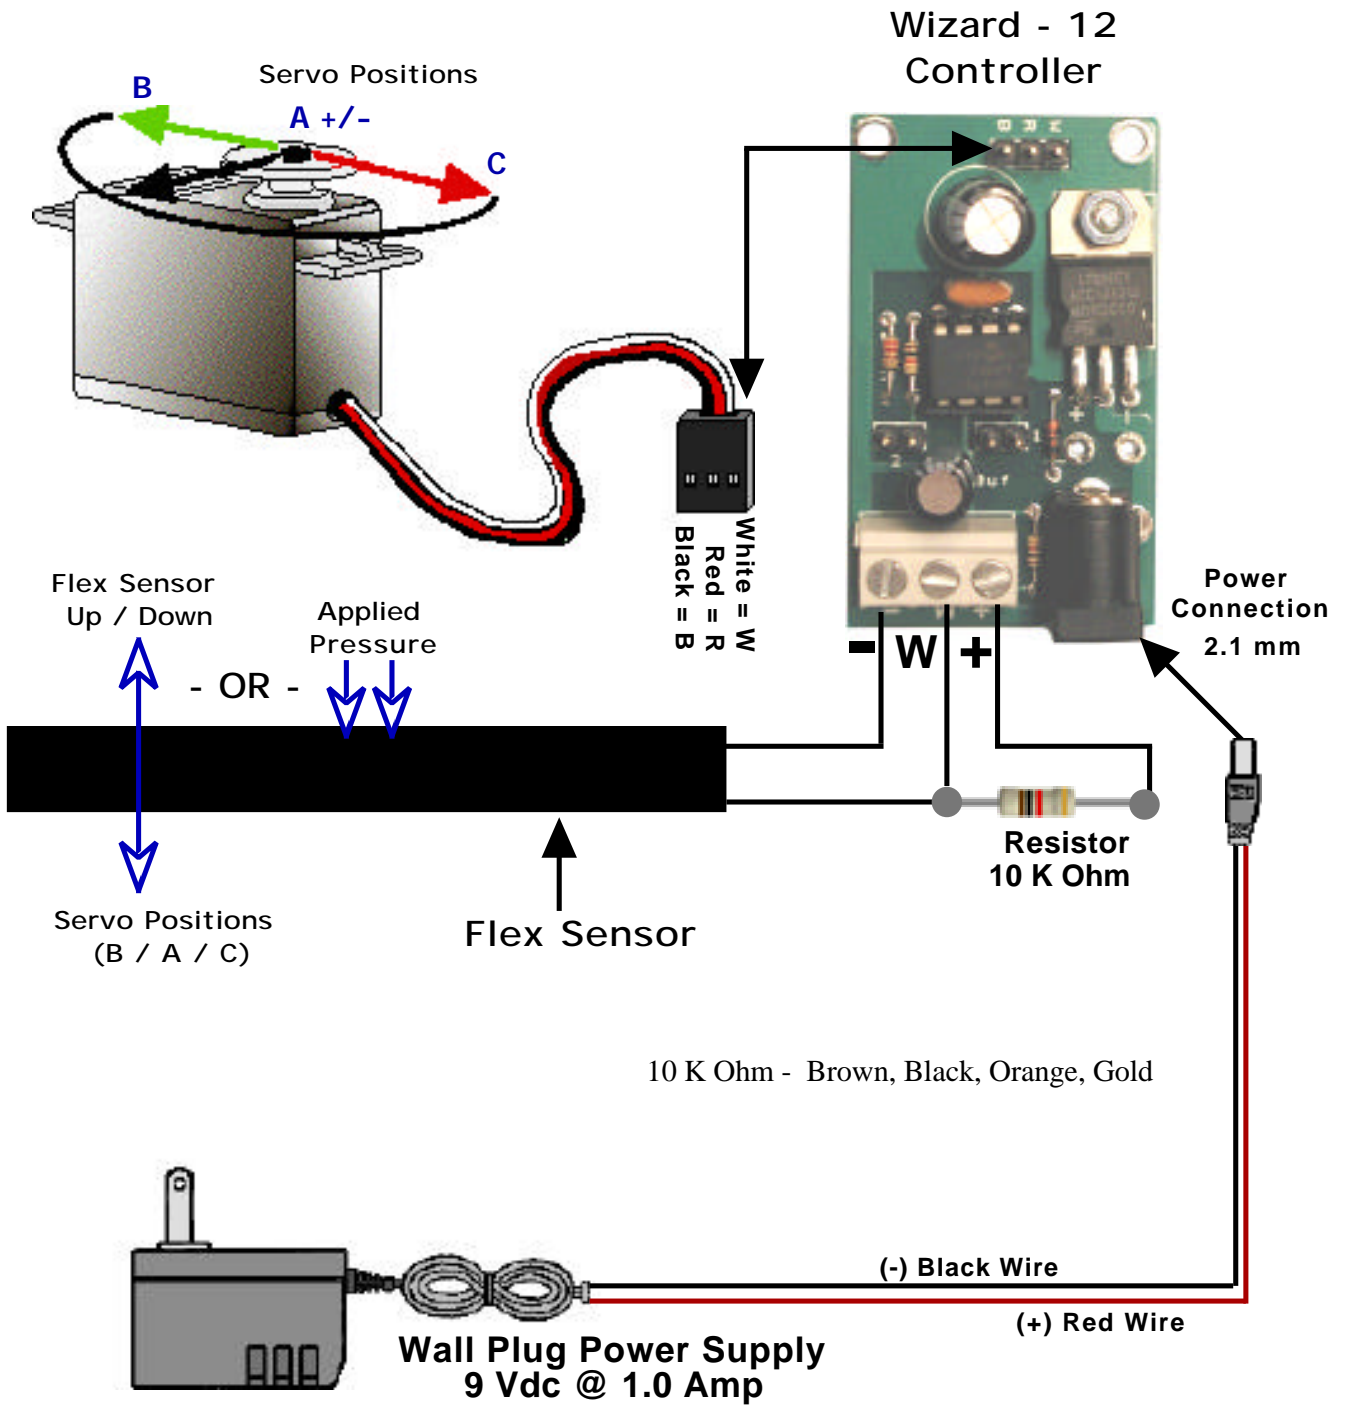 Wizard - 12
Controller
Servo Positions
B
A +/-
C
B R W
White = W
Red = R
Black = B
2
1
+
Flex Sensor
Up / Down
Applied
Pressure
- OR -
Power
Connection
2.1 mm
- W +
Resistor
10 K Ohm
Servo Positions
(B / A / C)
Flex Sensor
10 K Ohm - Brown, Black, Orange, Gold
(-) Black Wire
(+) Red Wire
Wall Plug Power Supply
9 Vdc @ 1.0 Amp